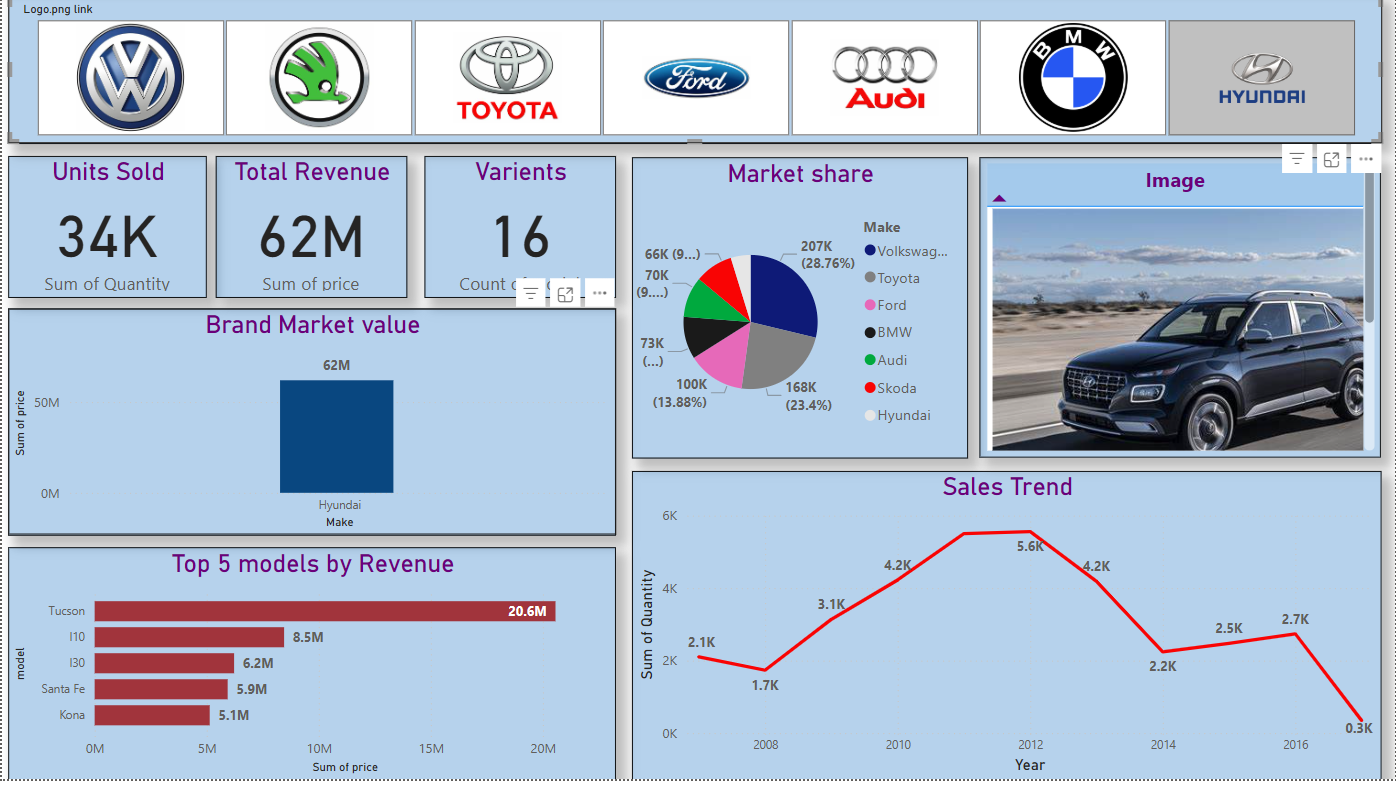 Logo.png link
TOYOTA
Ford
Audi
BMW
HYUNDAI
Units Sold
34K
Sum of Quantity
Total Revenue
62M
Sum of price
Varients
16
Count
Market share
207K
(28.76%)
168K
(23.4%)
100K
(13.88%)
73K
(...)
70K
(9....)
66K (9...)
Make
Volkswag...
Toyota
Ford
BMW
Audi
Skoda
Hyundai
Image
Brand Market value
Sum of price
50M
0M
62M
Hyundai
Make
Top 5 models by Revenue
model
Tucson
20.6M
I10
8.5M
I30
6.2M
Santa Fe
5.9M
Kona
5.1M
0M
5M
10M
15M
20M
Sum of price
Sales Trend
Sum of Quantity
6K
4K
2K
0K
2.1K
1.7K
3.1K
4.2K
5.6K
4.2K
2.2K
2.5K
2.7K
0.3K
2008
2010
2012
2014
2016
Year